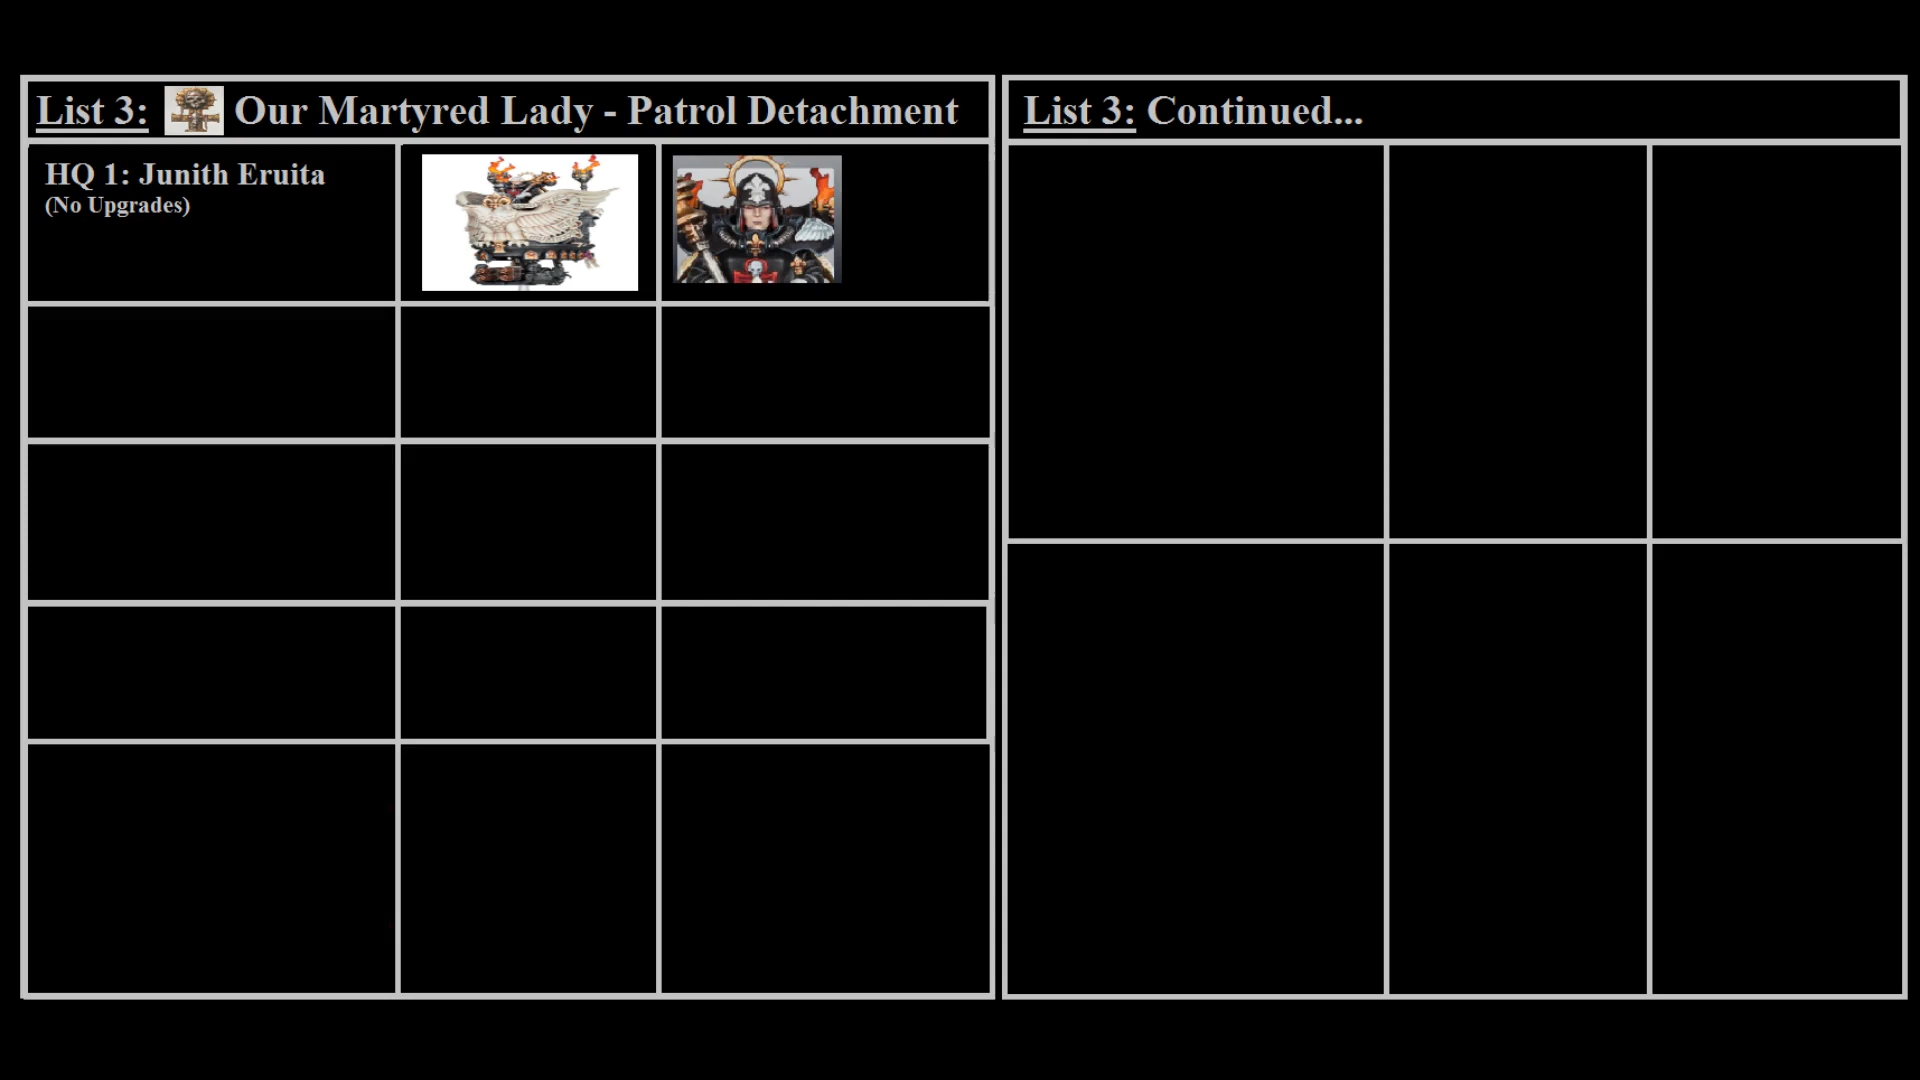 List 3: Our Martyred Lady - Patrol Detachment
HQ 1: Junith Eruita
(No Upgrades)
List 3: Continued...